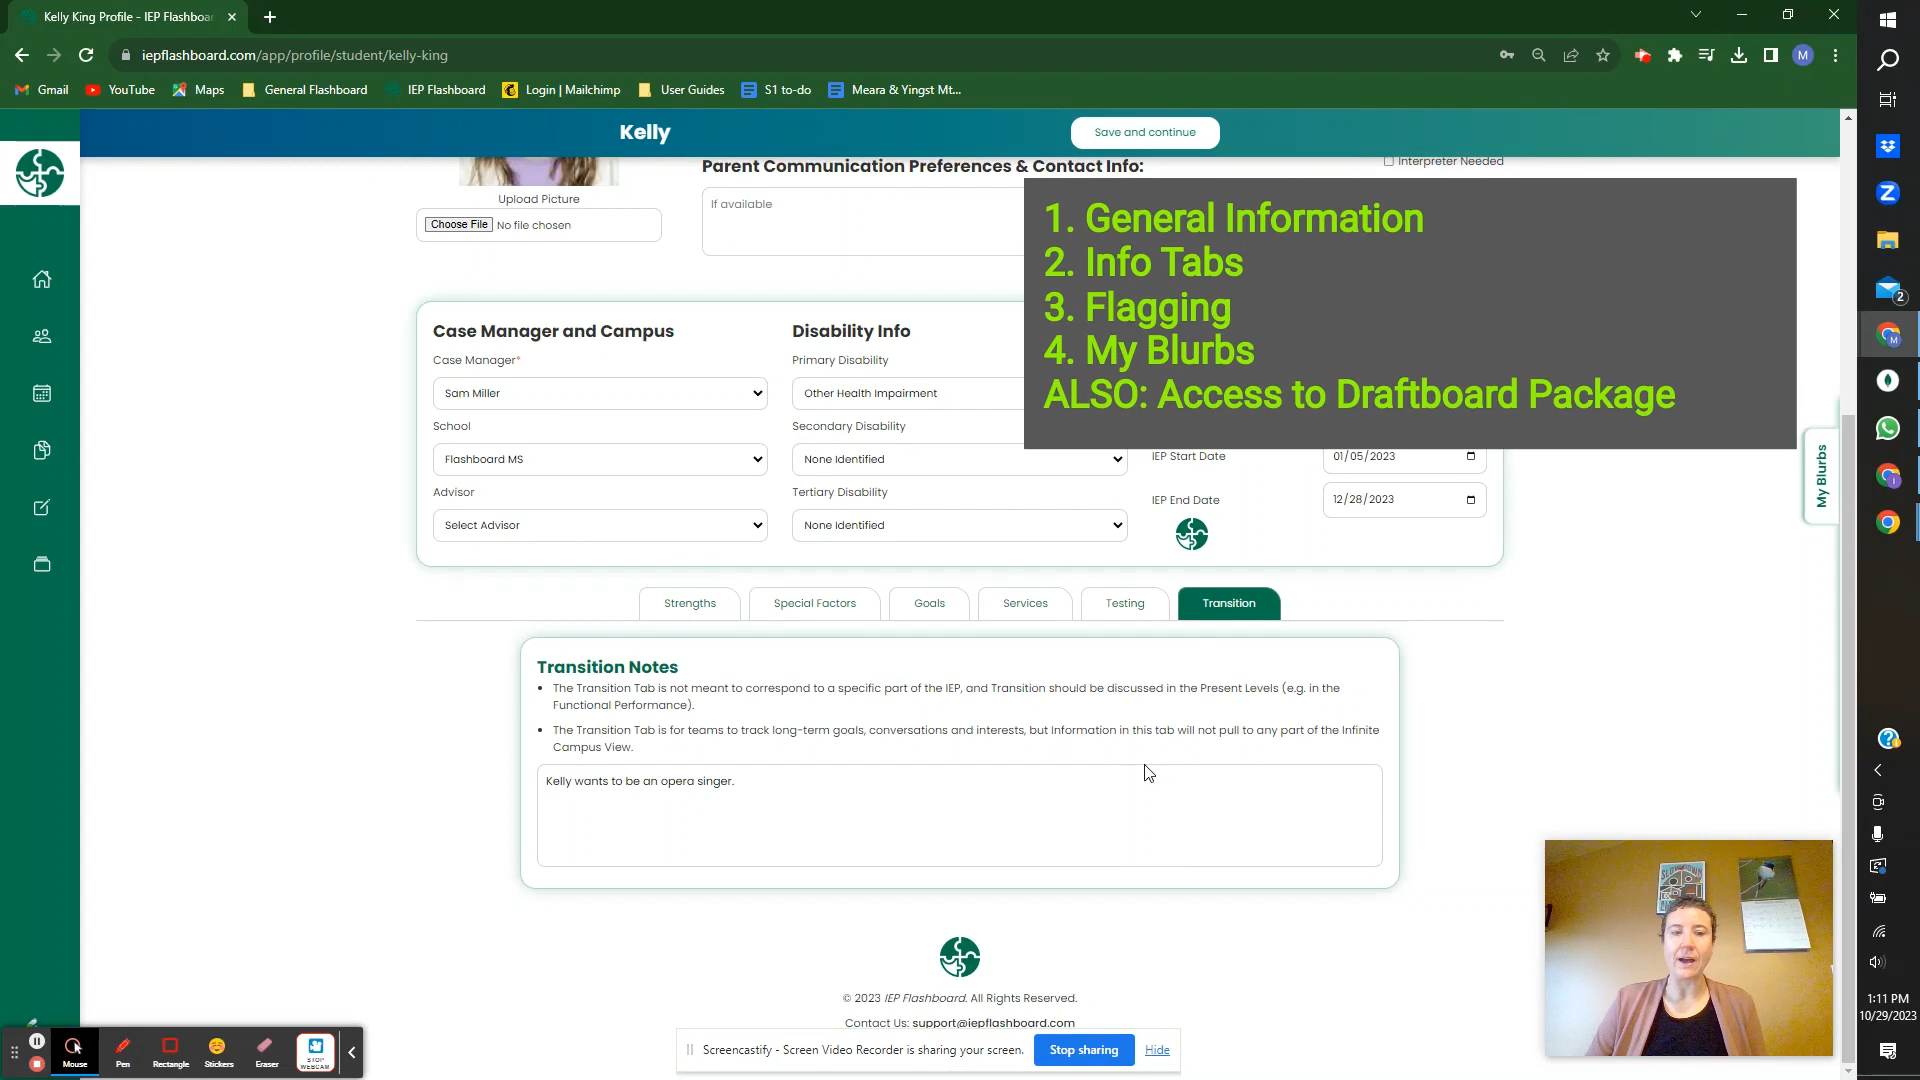 Kelly King Profile - IEP Flashboar
iepflashboard.com/app/profile/student/kelly-king
M
Gmail
YouTube
Maps
General Flashboard
IEP Flashboard
Login | Mailchimp
User Guides
S1 to-do
Meara & Yingst Mt...
Kelly
Save and continue
Upload Picture
Choose File No file chosen
Parent Communication Preferences & Contact Info:
If available
Interpreter Needed
1. General Information
2. Info Tabs
3. Flagging
4. My Blurbs
ALSO: Access to Draftboard Package
Case Manager and Campus
Case Manager*
Sam Miller
School
Flashboard MS
Advisor
Select Advisor
Disability Info
Primary Disability
Other Health Impairment
Secondary Disability
None Identified
Tertiary Disability
None Identified
IEP Start Date
01/05/2023
IEP End Date
12/28/2023
My Blurbs
Strengths
Special Factors
Goals
Services
Testing
Transition
Transition Notes
• The Transition Tab is not meant to correspond to a specific part of the IEP, and Transition should be discussed in the Present Levels (e.g. in the
Functional Performance).
• The Transition Tab is for teams to track long-term goals, conversations and interests, but Information in this tab will not pull to any part of the Infinite
Campus View.
Kelly wants to be an opera singer.
© 2023 IEP Flashboard. All Rights Reserved.
Contact Us: support@iepflashboard.com
Screencastify - Screen Video Recorder is sharing your screen.
Stop sharing
Hide
Mouse
Pen
Rectangle
Stickers
Eraser
STOP
WEBCAM
2
M
I
1:11 PM
10/29/2023